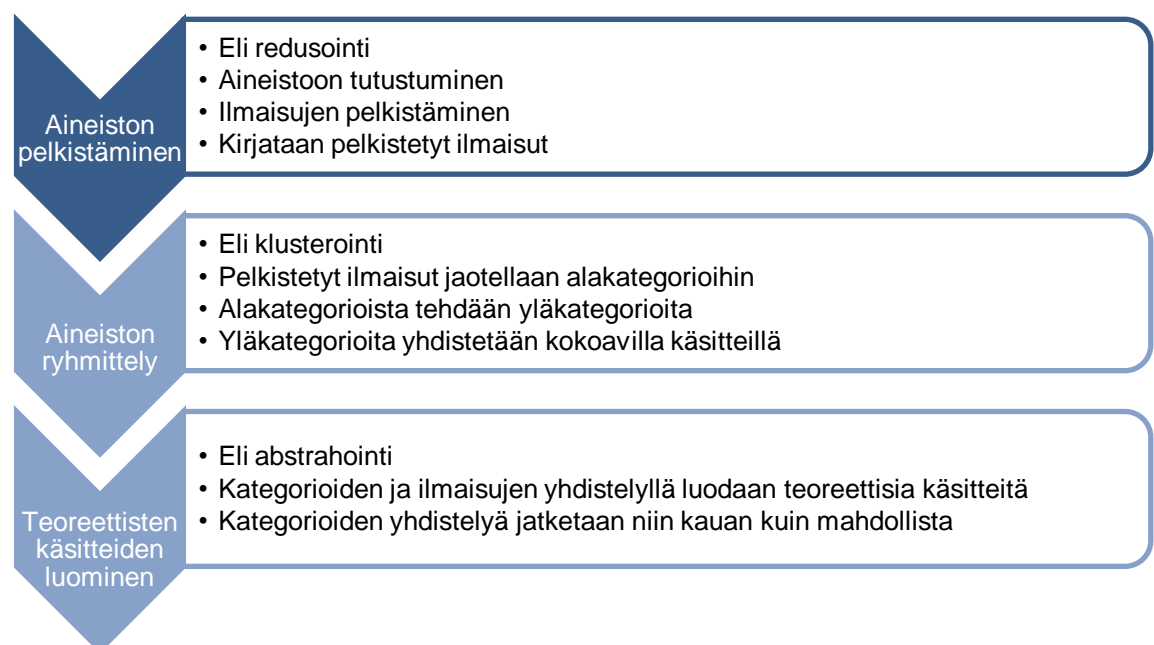 Aineiston
pelkistäminen
• Eli redusointi
• Aineistoon tutustuminen
• Ilmaisujen pelkistäminen
• Kirjataan pelkistetyt ilmaisut
Aineiston
ryhmittely
• Eli klusterointi
• Pelkistetyt ilmaisut jaotellaan alakategorioihin
• Alakategorioista tehdään yläkategorioita
• Yläkategorioita yhdistetään kokoavilla käsitteillä
Teoreettisten
käsitteiden
luominen
• Eli abstrahointi
• Kategorioiden ja ilmaisujen yhdistelyllä luodaan teoreettisia käsitteitä
• Kategorioiden yhdistelyä jatketaan niin kauan kuin mahdollista